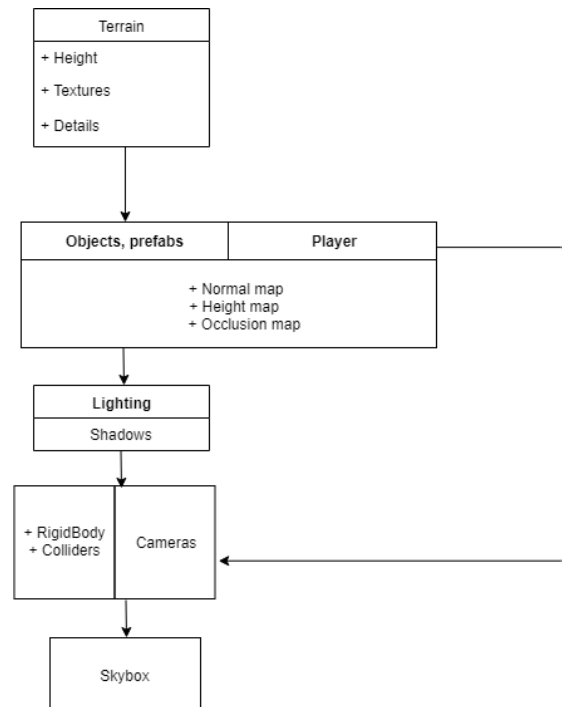 Terrain
+ Height
+ Textures
+ Details
Objects, prefabs
Player
+ Normal map
+ Height map
+ Occlusion map
Lighting
Shadows
+ RigidBody
+ Colliders
Cameras
Skybox